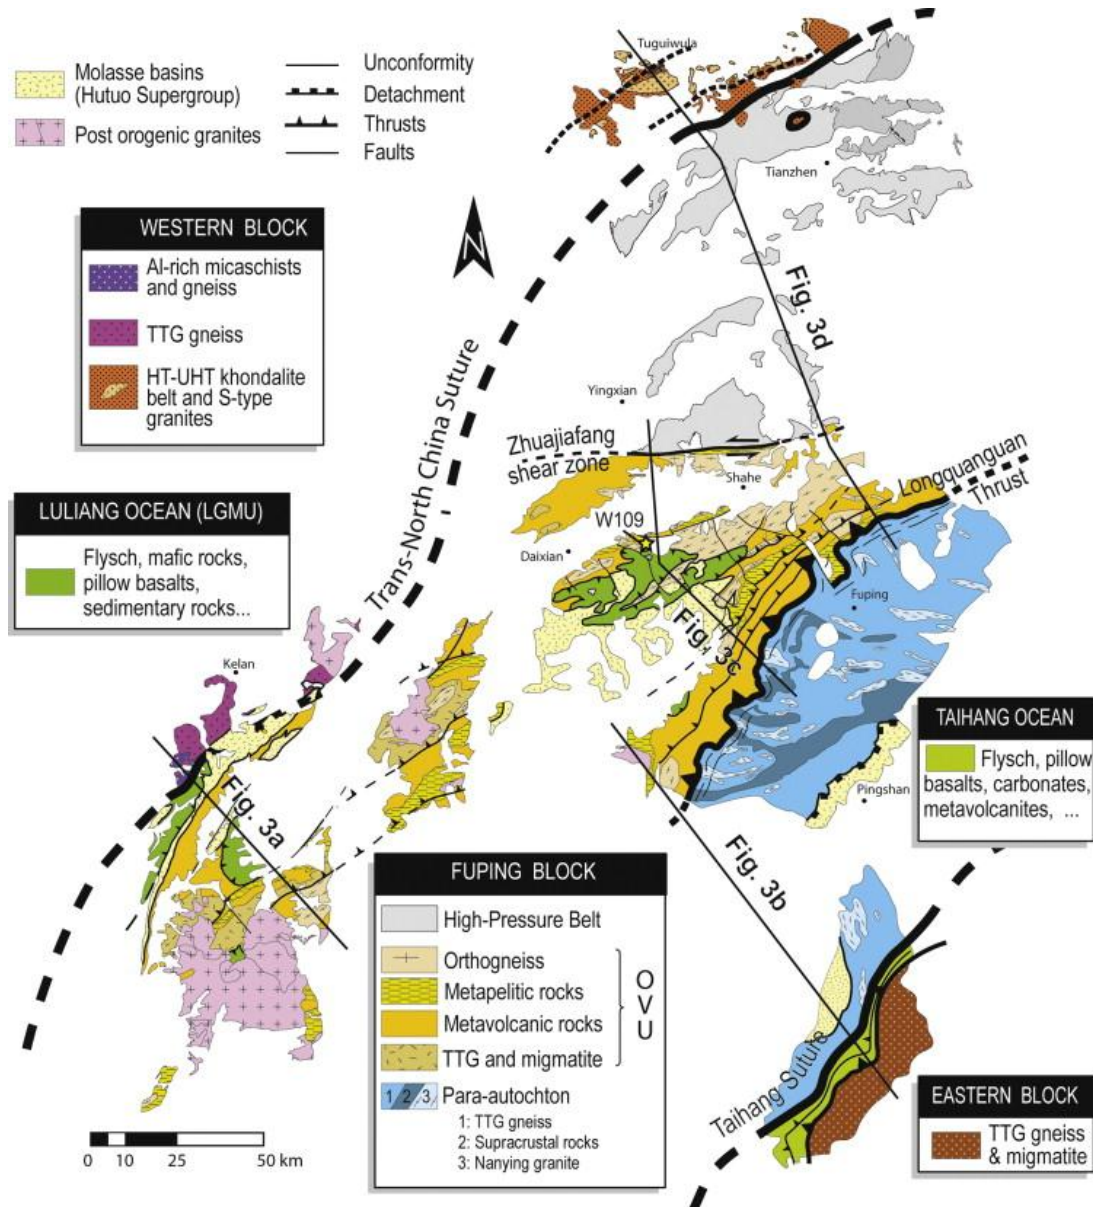 Molasse basins
(Hutuo Supergroup)
Post orogenic granites
Unconformity
Detachment
Thrusts
Faults
Tuguiwula
Tianzhen
WESTERN BLOCK
Al-rich micaschists
and gneiss
TTG gneiss
HT-UHT khondalite
belt and S-type
granites
N
Trans-North China Suture
Fig. 3d
Yingxian
Zhuajiafang
shear zone
Shahe
Longquanguan
Thrust
W109
Daixian
Fuping
Fig. 3c
LULIANG OCEAN (LGMU)
Flysch, mafic rocks,
pillow basalts,
sedimentary rocks...
Kelan
Fig. 3a
Pingshan
TAIHANG OCEAN
Flysch, pillow
basalts, carbonates,
metavolcanites, ...
Fig. 3b
FUPING BLOCK
High-Pressure Belt
Orthogneiss
Metapelitic rocks
Metavolcanic rocks
TTG and migmatite
O
V
U
1 2 3 Para-autochton
1: TTG gneiss
2: Supracrustal rocks
3: Nanying granite
Taihang Suture
EASTERN BLOCK
TTG gneiss
& migmatite
0 10 25 50 km